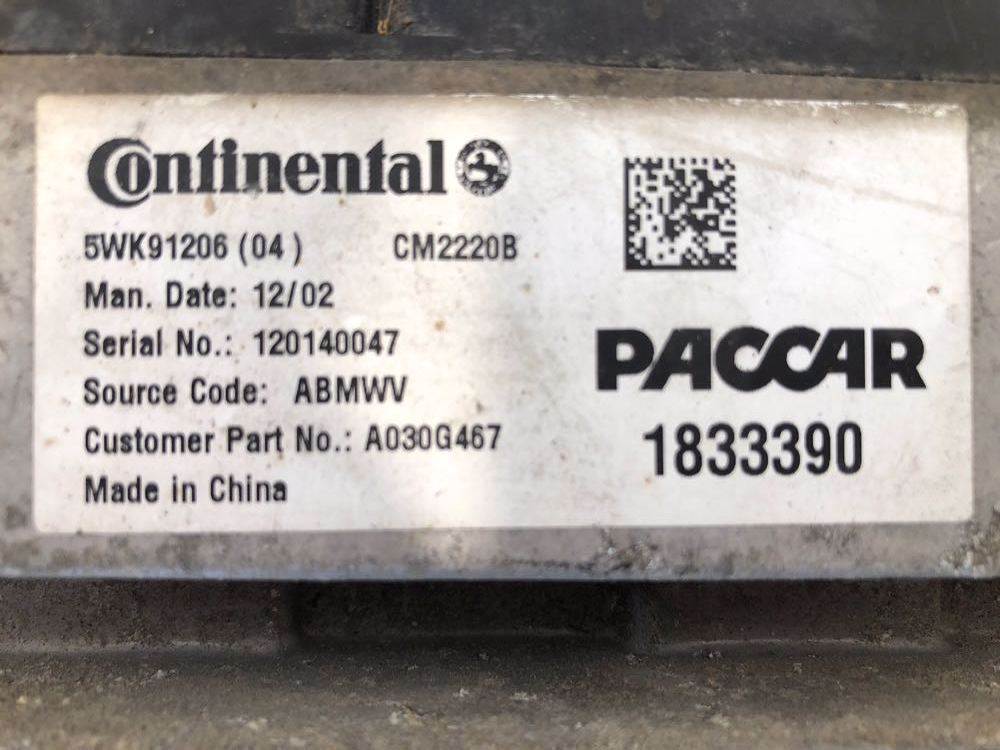 Continental
5WK91206 (04) CM2220B
Man. Date: 12/02
Serial No.: 120140047
Source Code: ABMWV
Customer Part No.: A030G467
Made in China
PACCAR
1833390